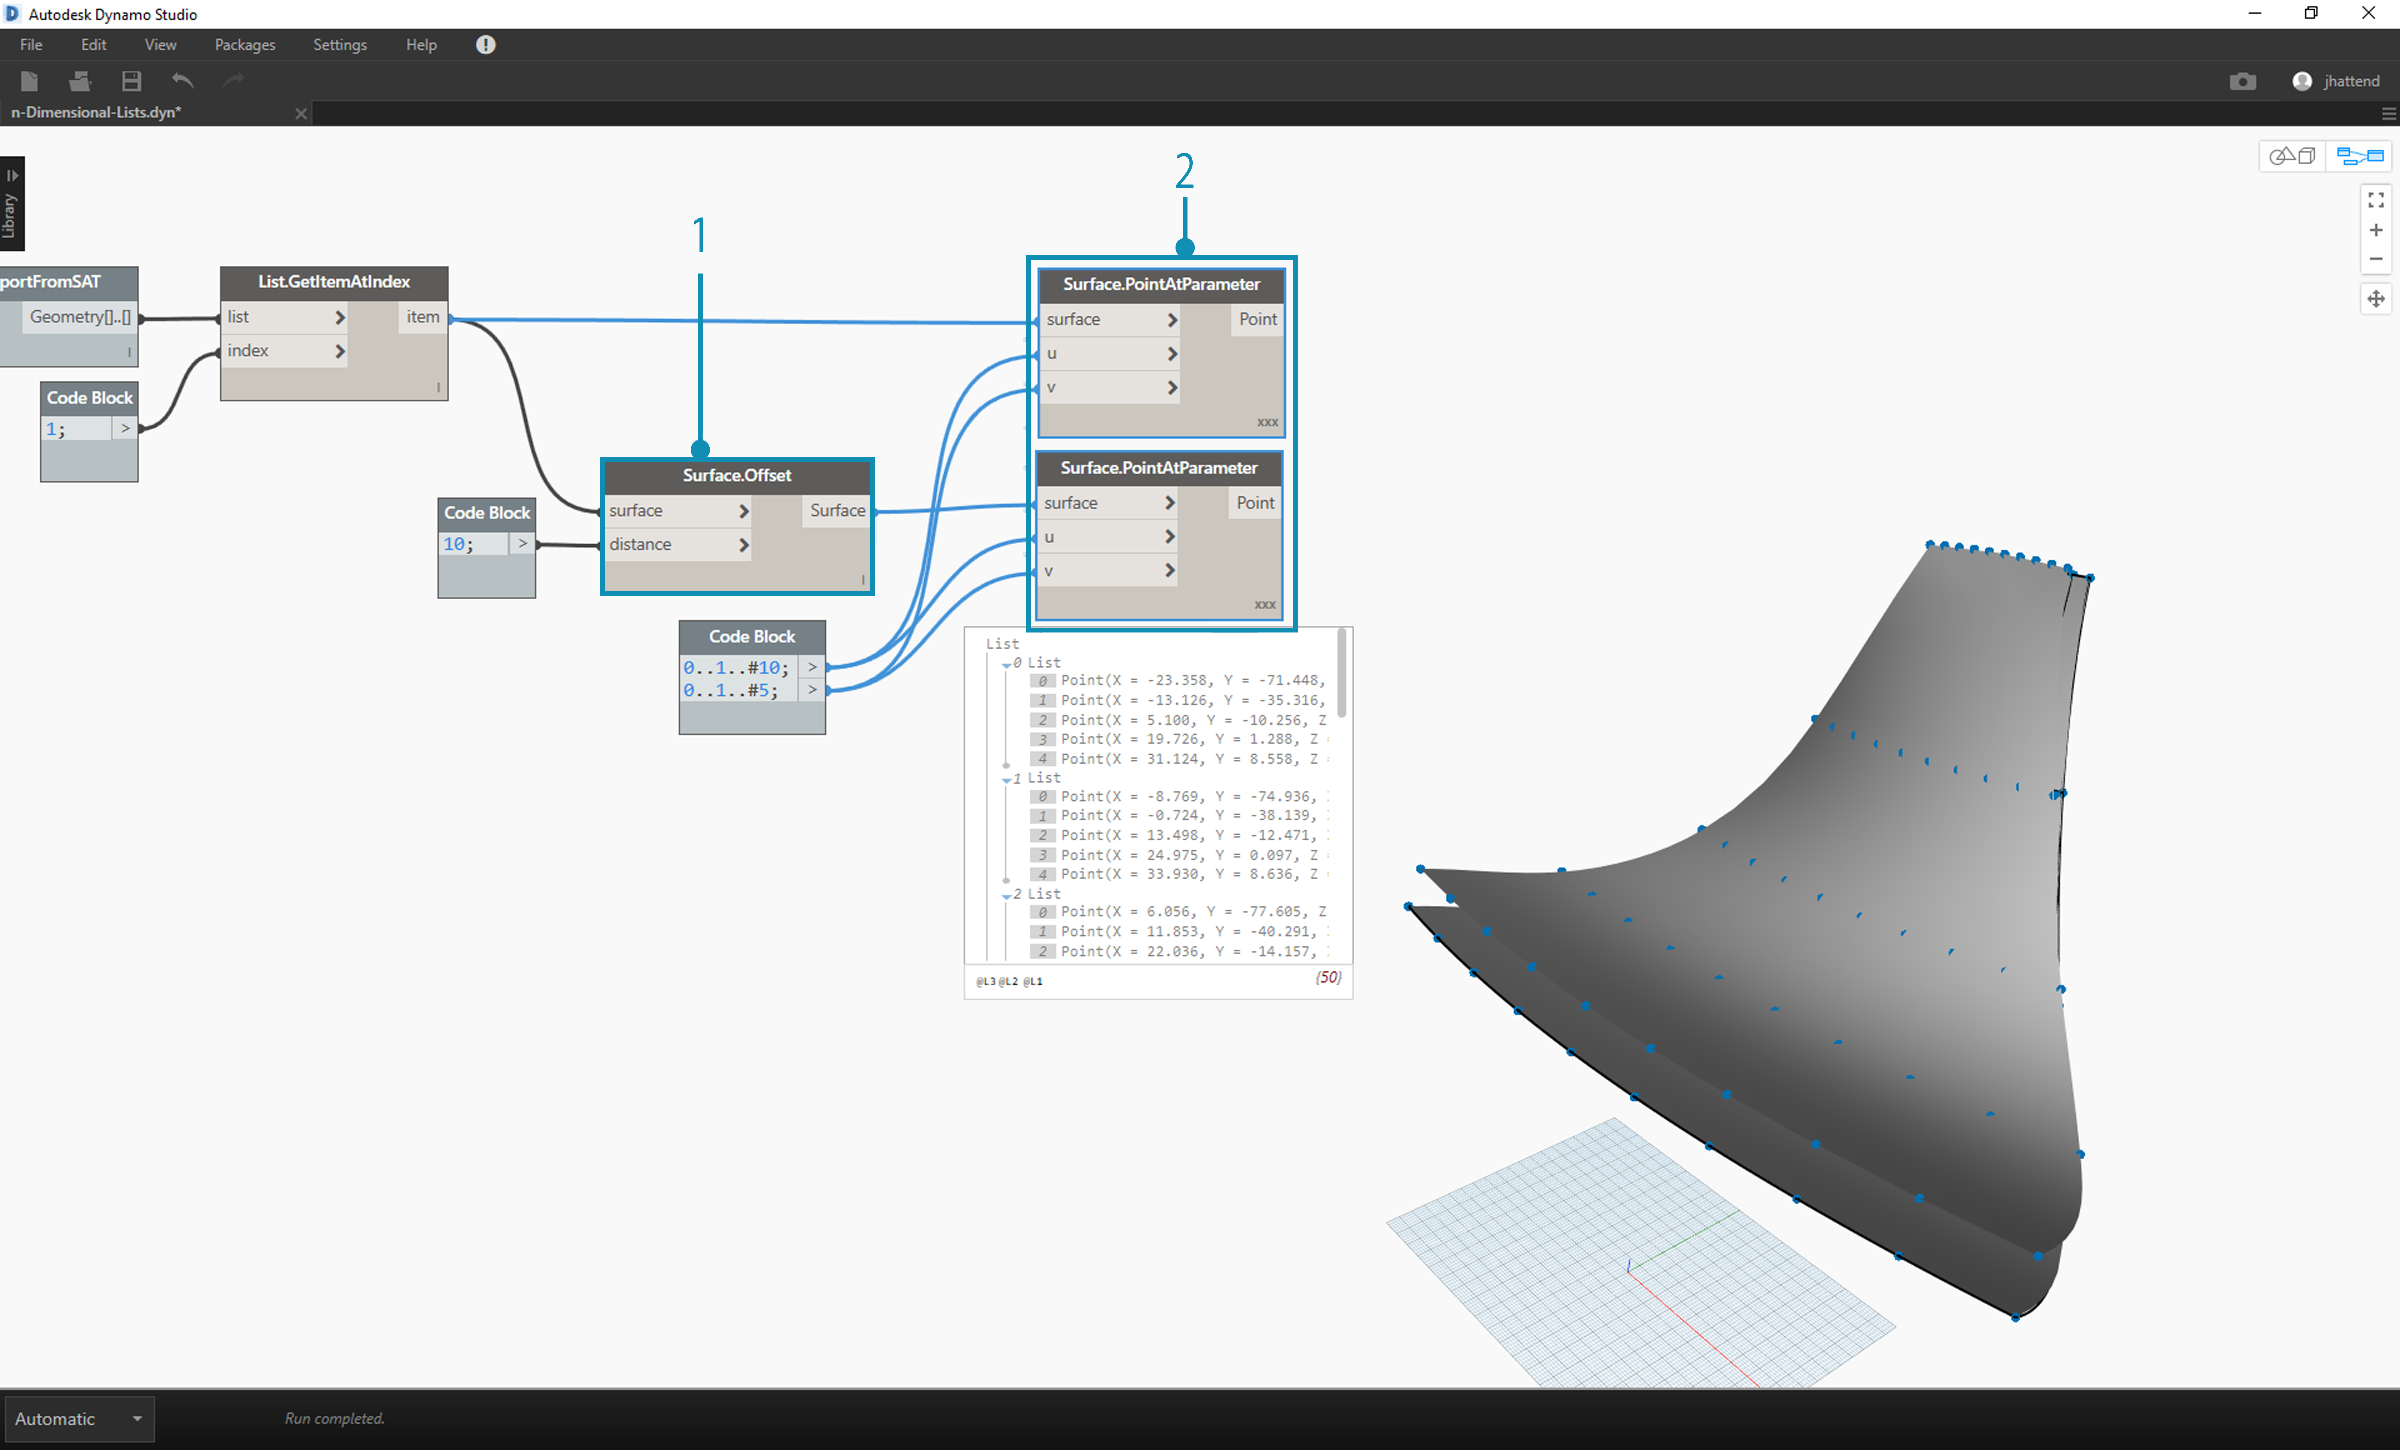 Autodesk Dynamo Studio
File Edit View Packages Settings Help
jhattend
n-Dimensional-Lists.dyn*
Library
2
1
portFromSAT
Geometry[]..[]
List.GetItemAtIndex
list item
index
Code Block
1; >
Surface.PointAtParameter
surface Point
u
v
xxx
Surface.PointAtParameter
surface Point
u
v
xxx
Surface.Offset
surface Surface
distance
Code Block
10; >
Code Block
0..1..#10; >
0..1..#5; >
List
0 List
0 Point(X = -23.358, Y = -71.448,
1 Point(X = -13.126, Y = -35.316,
2 Point(X = 5.100, Y = -10.256, Z
3 Point(X = 19.726, Y = 1.288, Z
4 Point(X = 31.124, Y = 8.558, Z
1 List
0 Point(X = -8.769, Y = -74.936,
1 Point(X = -0.724, Y = -38.139,
2 Point(X = 13.498, Y = -12.471,
3 Point(X = 24.975, Y = 0.097, Z
4 Point(X = 33.930, Y = 8.636, Z
2 List
0 Point(X = 6.056, Y = -77.605, Z
1 Point(X = 11.853, Y = -40.291,
2 Point(X = 22.036, Y = -14.157,
@L3 @L2 @L1 {50}
Automatic
Run completed.